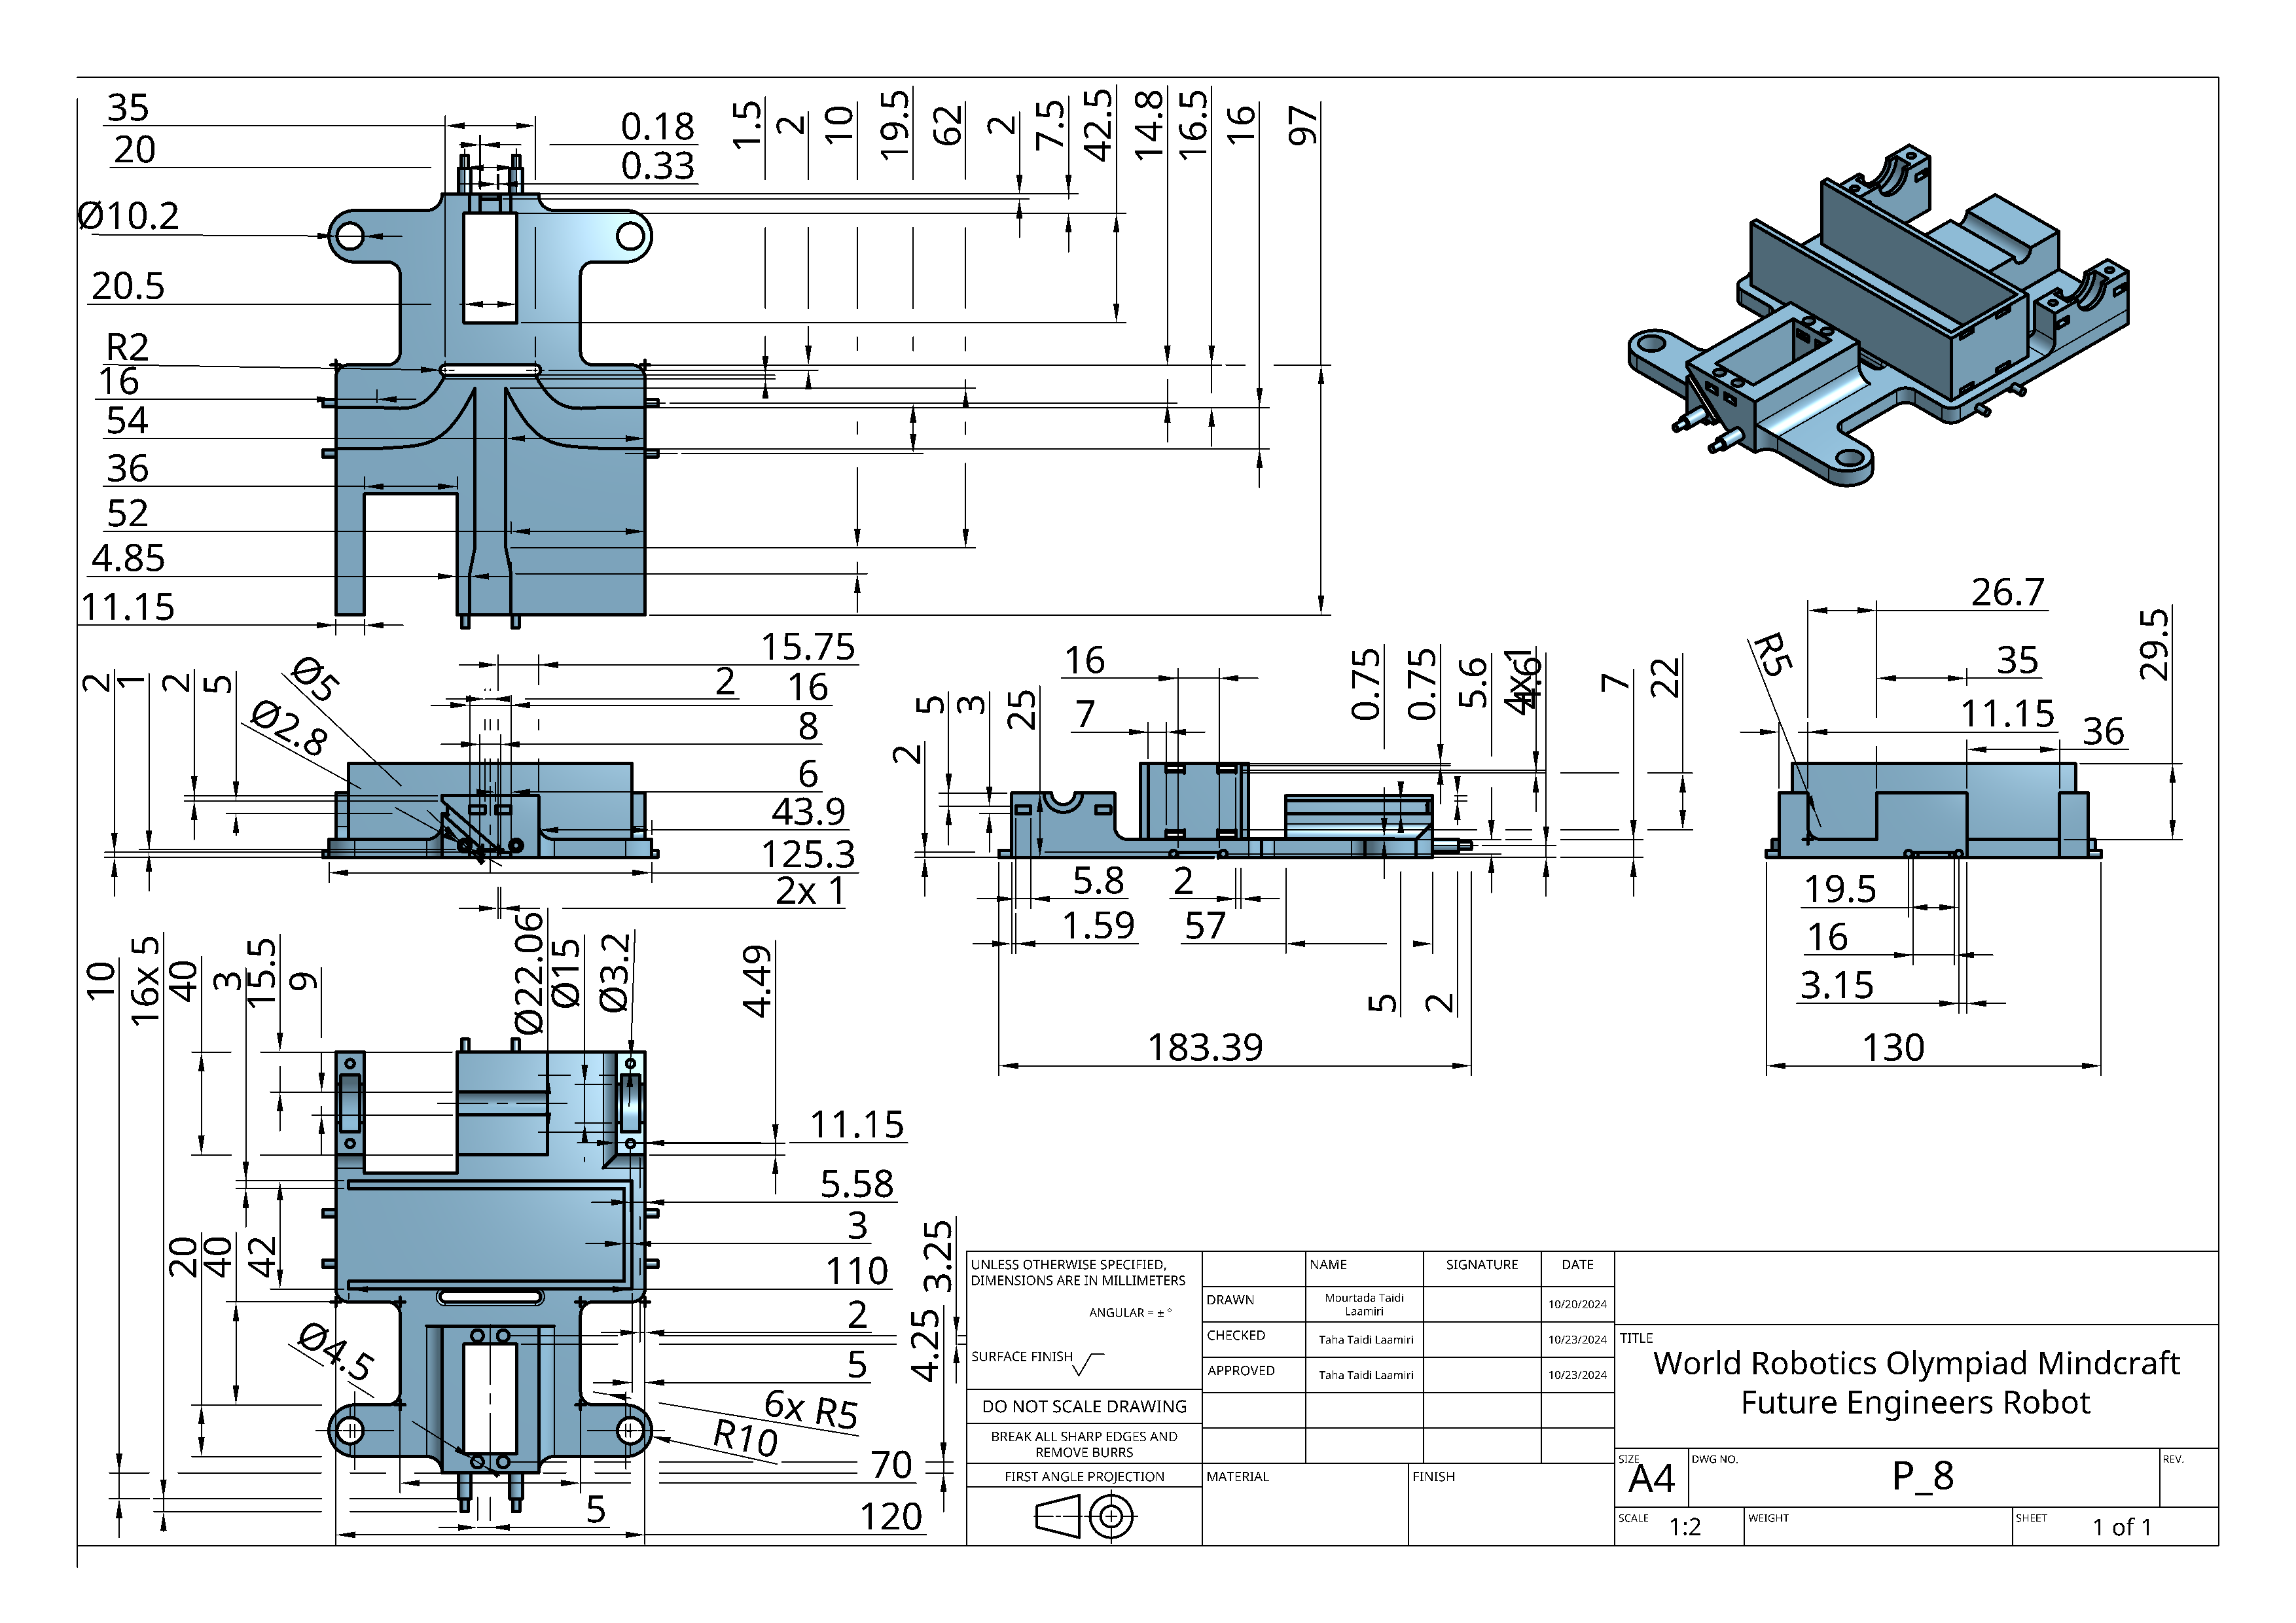 35
20
Ø10.2
20.5
R2
16
54
36
52
4.85
11.15
0.18
0.33
1.5
2
10
19.5
62
2
7.5
42.5
14.8
16.5
16
97
2
1
2
5
Ø5
Ø2.8
15.75
2
16
8
6
43.9
125.3
2x 1
2
5
3
25
16
7
0.75
0.75
5.6
4x 1
4.6
7
22
5.8
2
1.59
57
5
2
183.39
R5
26.7
35
11.15
36
29.5
19.5
16
3.15
130
10
16x 5
40
3
15.5
9
Ø22.06
Ø15
Ø3.2
4.49
11.15
5.58
3
110
2
5
3.25
4.25
20
40
42
Ø4.5
6x R5
R10
70
5
120
UNLESS OTHERWISE SPECIFIED,
DIMENSIONS ARE IN MILLIMETERS
ANGULAR = ± °
SURFACE FINISH
DO NOT SCALE DRAWING
BREAK ALL SHARP EDGES AND
REMOVE BURRS
FIRST ANGLE PROJECTION
NAME
SIGNATURE
DATE
DRAWN
Mourtada Taidi
Laamiri
10/20/2024
CHECKED
Taha Taidi Laamiri
10/23/2024
APPROVED
Taha Taidi Laamiri
10/23/2024
MATERIAL
FINISH
TITLE
World Robotics Olympiad Mindcraft
Future Engineers Robot
SIZE
A4
DWG NO.
P_8
REV.
SCALE
1:2
WEIGHT
SHEET
1 of 1